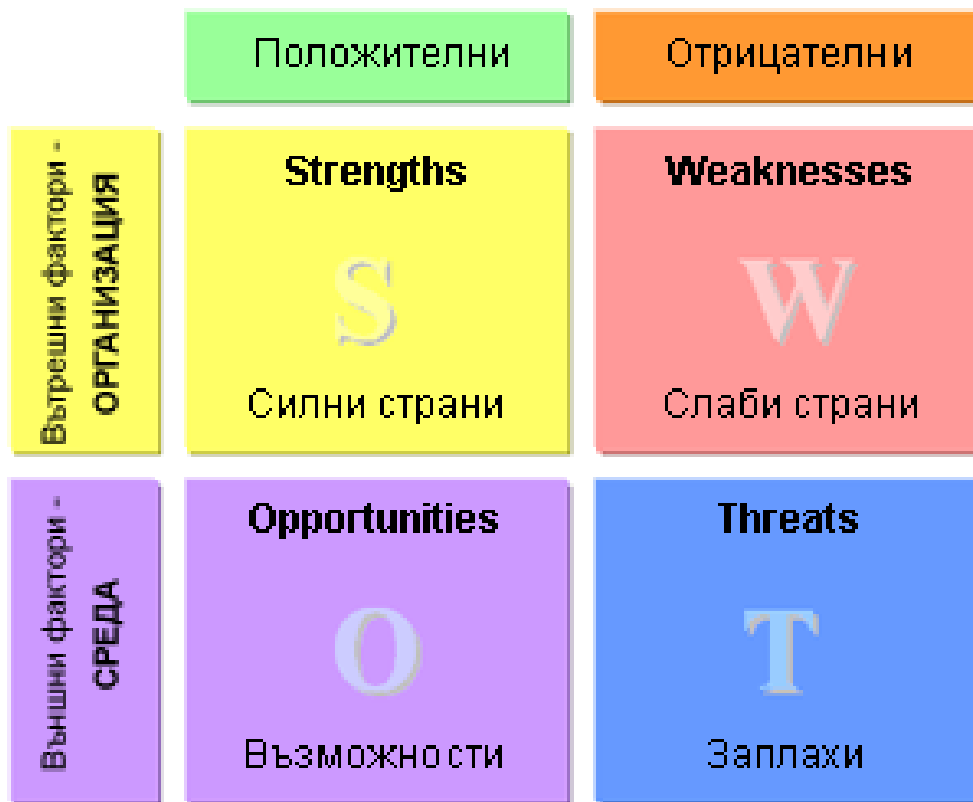 Положителни
Отрицателни
Вътрешни фактори -
ОРГАНИЗАЦИЯ
Strengths
S
Силни страни
Weaknesses
W
Слаби страни
Външни фактори -
СРЕДА
Opportunities
O
Възможности
Threats
T
Заплахи